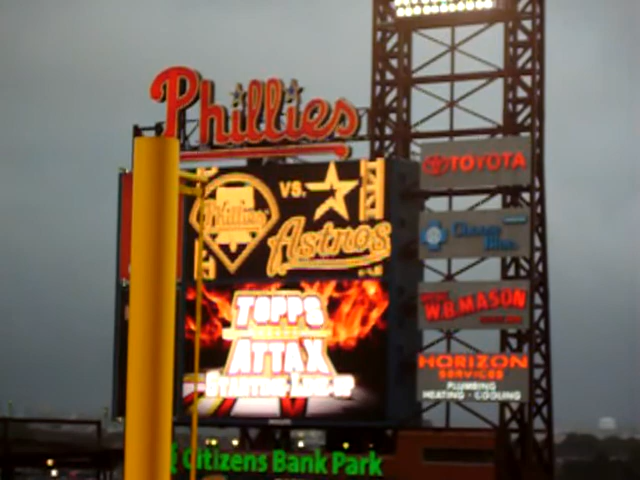 Phillies
TOYOTA
Phillies
VS.
Astros
W.B. MASON
TOPPS
ATTAX
STARTING LINE-UP
HORIZON
SERVICES
PLUMBING
HEATING · COOLING
Citizens Bank Park